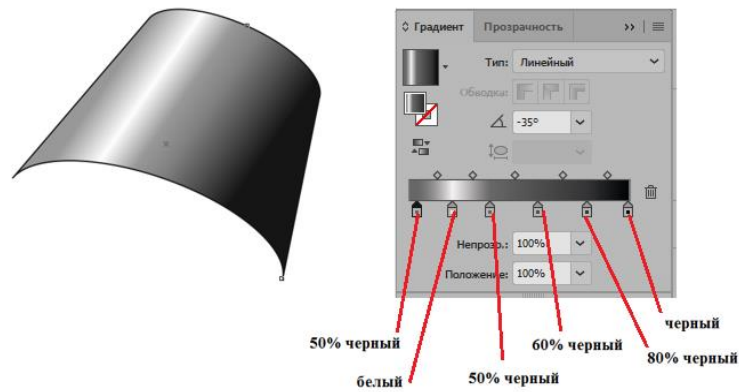 Градиент Прозрачность
Тип: Линейный
Обводка:
-35°
Непрозр.: 100%
Положение: 100%
50% черный
белый
50% черный
60% черный
80% черный
черный